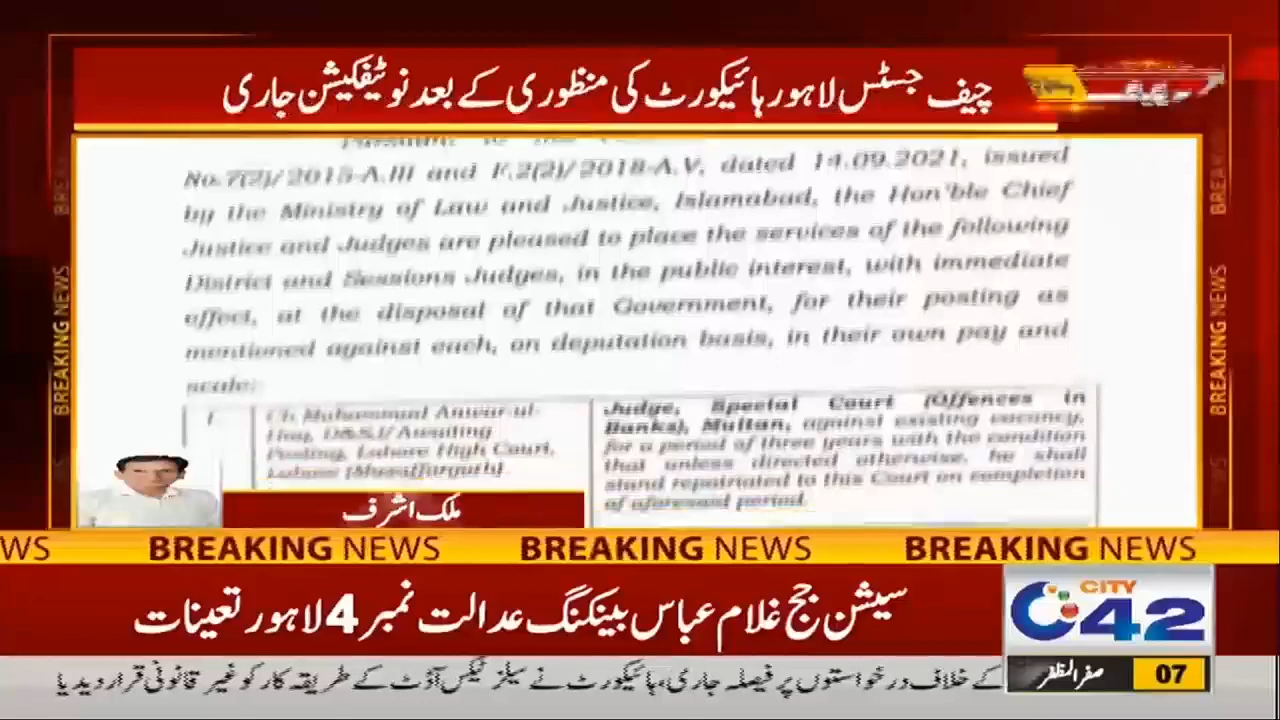 چیف جسٹس لاہور ہائیکورٹ کی منظوری کے بعد نوٹیفکیشن جاری
No.7(2)/2015-A.III and F.2(2)/2018-A.V, dated 14.09.2021, issued
by the Ministry of Law and Justice, Islamabad, the Hon'ble Chief
Justice and Judges are pleased to place the services of the following
District and Sessions Judges, in the public interest, with immediate
effect, at the disposal of that Government, for their posting as
mentioned against each, on deputation basis, in their own pay and
scale:
1
Ch. Muhammad Anwar-ul-
Haq, D&SJ/Awaiting
Posting, Lahore High Court,
Lahore (Muzaffargarh)
Judge, Special Court (Offences in
Banks), Multan, against existing vacancy,
for a period of three years with the condition
that unless directed otherwise, he shall
stand repatriated to this Court on completion
of aforesaid period.
ملک اشرف
BREAKING NEWS
BREAKING NEWS
WS BREAKING NEWS BREAKING NEWS BREAKING NEWS
سیشن جج غلام عباس بینکنگ عدالت نمبر 4 لاہور تعینات
CITY
42
کے خلاف درخواستوں پر فیصلہ جاری، ہائیکورٹ نے سیلز ٹیکس آؤٹ کے طریقہ کار کو غیر قانونی قرار دیدیا
صفر المظفر 07